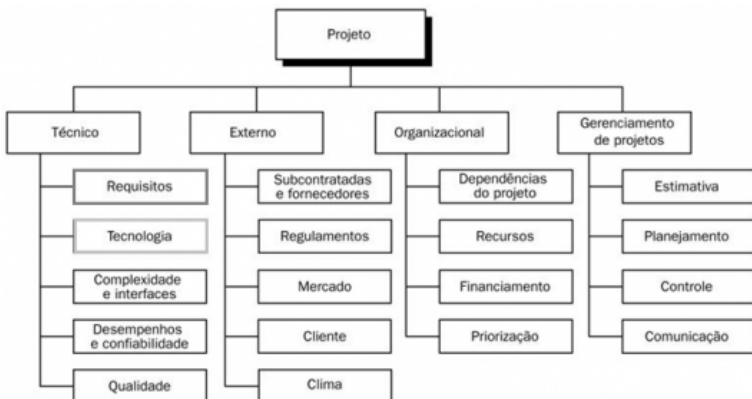 Projeto
Técnico
Externo
Organizacional
Gerenciamento
de projetos
Requisitos
Tecnologia
Complexidade
e interfaces
Desempenhos
e confiabilidade
Qualidade
Subcontratadas
e fornecedores
Regulamentos
Mercado
Cliente
Clima
Dependências
do projeto
Recursos
Financiamento
Priorização
Estimativa
Planejamento
Controle
Comunicação